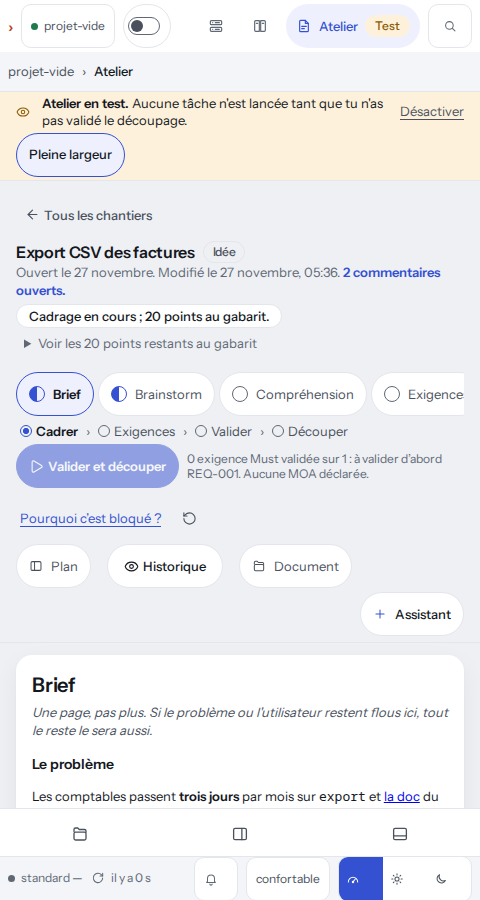 projet-vide
Atelier Test
projet-vide › Atelier
Atelier en test. Aucune tâche n'est lancée tant que tu n'as
pas validé le découpage.
Désactiver
Pleine largeur
Tous les chantiers
Export CSV des factures Idée
Ouvert le 27 novembre. Modifié le 27 novembre, 05:36. 2 commentaires
ouverts.
Cadrage en cours ; 20 points au gabarit.
Voir les 20 points restants au gabarit
Brief Brainstorm Compréhension Exigences
Cadrer › Exigences › Valider › Découper
Valider et découper
0 exigence Must validée sur 1 : à valider d'abord
REQ-001. Aucune MOA déclarée.
Pourquoi c'est bloqué ?
Plan Historique Document
Assistant
Brief
Une page, pas plus. Si le problème ou l'utilisateur restent flous ici, tout
le reste le sera aussi.
Le problème
Les comptables passent trois jours par mois sur export et la doc du
standard — il y a 0 s confortable